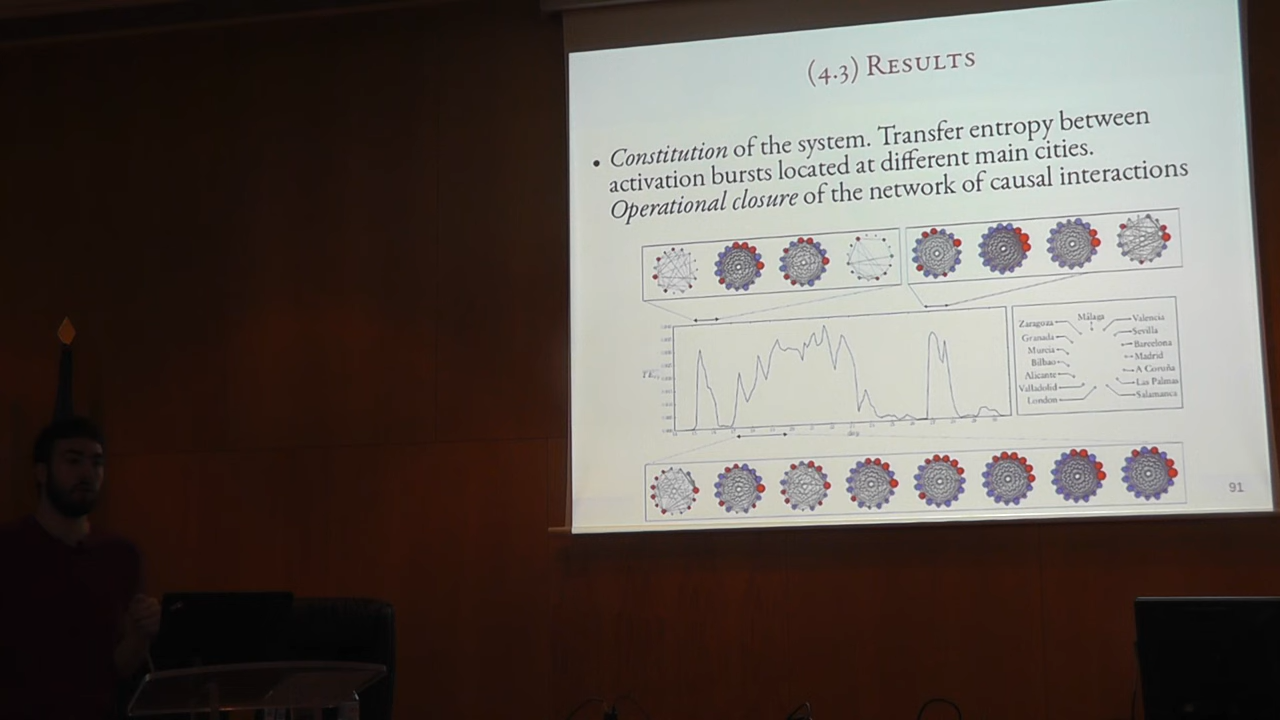 (4.3) RESULTS
• Constitution of the system. Transfer entropy between
activation bursts located at different main cities.
Operational closure of the network of causal interactions
Zaragoza
Málaga
Valencia
Granada
Sevilla
Murcia
Barcelona
Bilbao
Madrid
Alicante
A Coruña
Valladolid
Las Palmas
London
Salamanca
91